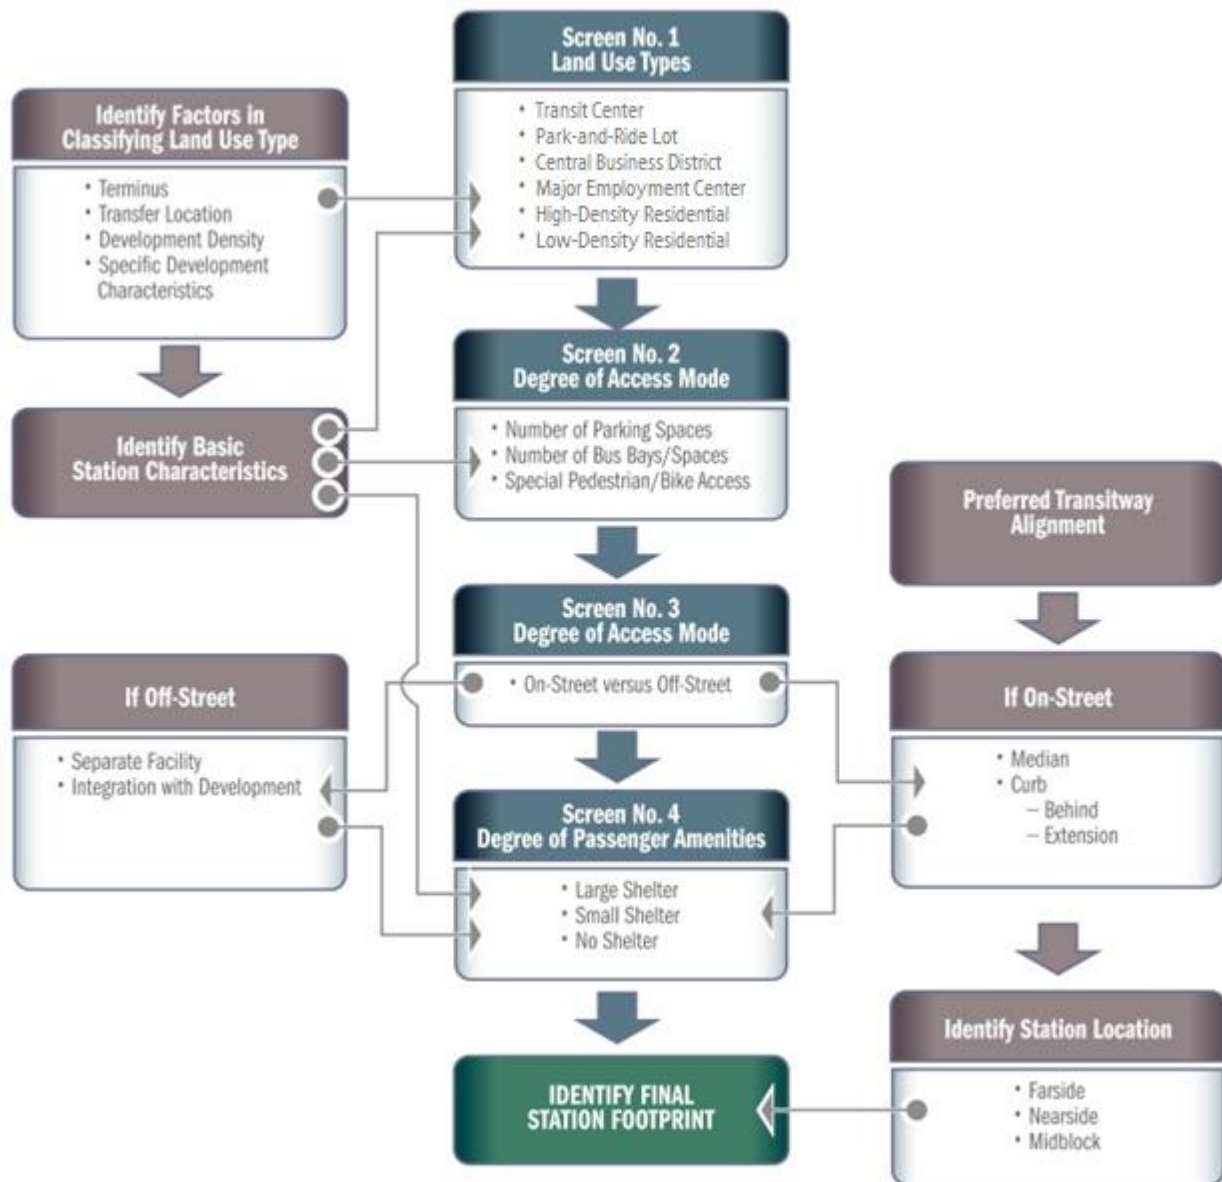 Screen No. 1
Land Use Types
• Transit Center
• Park-and-Ride Lot
• Central Business District
• Major Employment Center
• High-Density Residential
• Low-Density Residential
Identify Factors in
Classifying Land Use Type
• Terminus
• Transfer Location
• Development Density
• Specific Development
Characteristics
Identify Basic
Station Characteristics
Screen No. 2
Degree of Access Mode
• Number of Parking Spaces
• Number of Bus Bays/Spaces
• Special Pedestrian/Bike Access
Preferred Transitway
Alignment
Screen No. 3
Degree of Access Mode
• On-Street versus Off-Street
If Off-Street
• Separate Facility
• Integration with Development
If On-Street
• Median
• Curb
– Behind
– Extension
Screen No. 4
Degree of Passenger Amenities
• Large Shelter
• Small Shelter
• No Shelter
Identify Station Location
• Farside
• Nearside
• Midblock
IDENTIFY FINAL
STATION FOOTPRINT